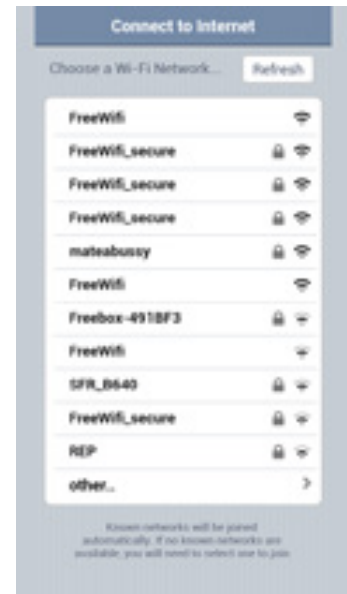 Connect to Internet
Choose a Wi-Fi Network...
Refresh
FreeWifi
FreeWifi_secure
FreeWifi_secure
FreeWifi_secure
mateabussy
FreeWifi
Freebox-491BF3
FreeWifi
SFR_B640
FreeWifi_secure
REP
other...
Known networks will be joined
automatically. If no known networks are
available, you will need to select one to join